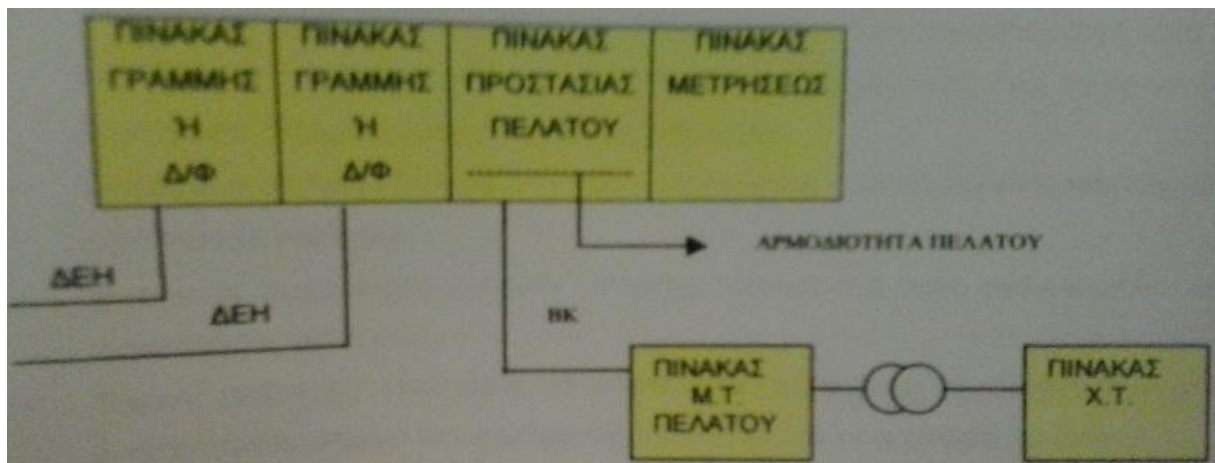 ΠΙΝΑΚΑΣ
ΓΡΑΜΜΗΣ
Ή
Δ/Φ
ΠΙΝΑΚΑΣ
ΓΡΑΜΜΗΣ
Ή
Δ/Φ
ΠΙΝΑΚΑΣ
ΠΡΟΣΤΑΣΙΑΣ
ΠΕΛΑΤΟΥ
ΠΙΝΑΚΑΣ
ΜΕΤΡΗΣΕΩΣ
ΑΡΜΟΔΙΟΤΗΤΑ ΠΕΛΑΤΟΥ
ΔΕΗ
ΔΕΗ
ΒΚ
ΠΙΝΑΚΑΣ
Μ.Τ.
ΠΕΛΑΤΟΥ
ΠΙΝΑΚΑΣ
Χ.Τ.